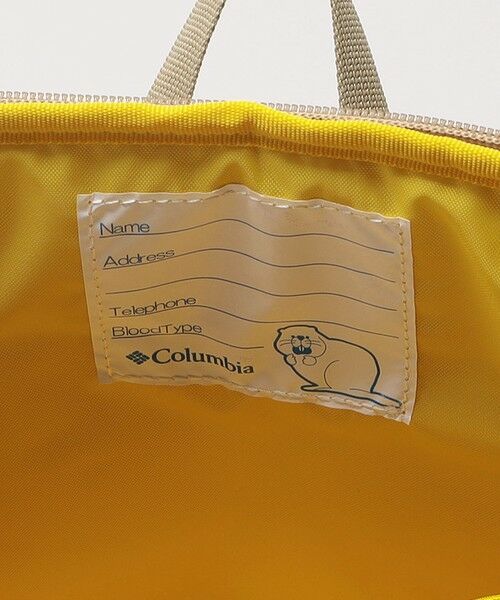 Name
Address
Telephone
BloodType
Columbia